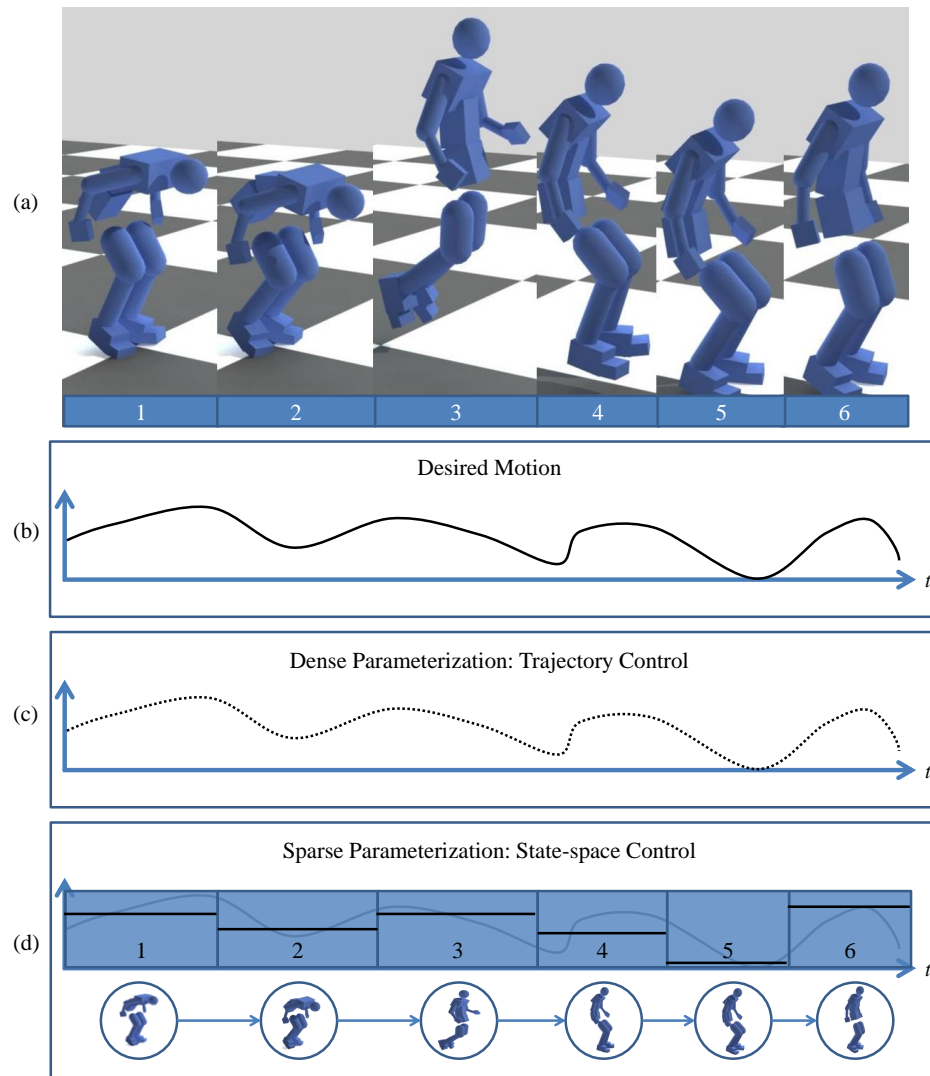 (a)
1 2 3 4 5 6
Desired Motion
(b)
t
Dense Parameterization: Trajectory Control
(c)
t
Sparse Parameterization: State-space Control
(d)
1 2 3 4 5 6
t